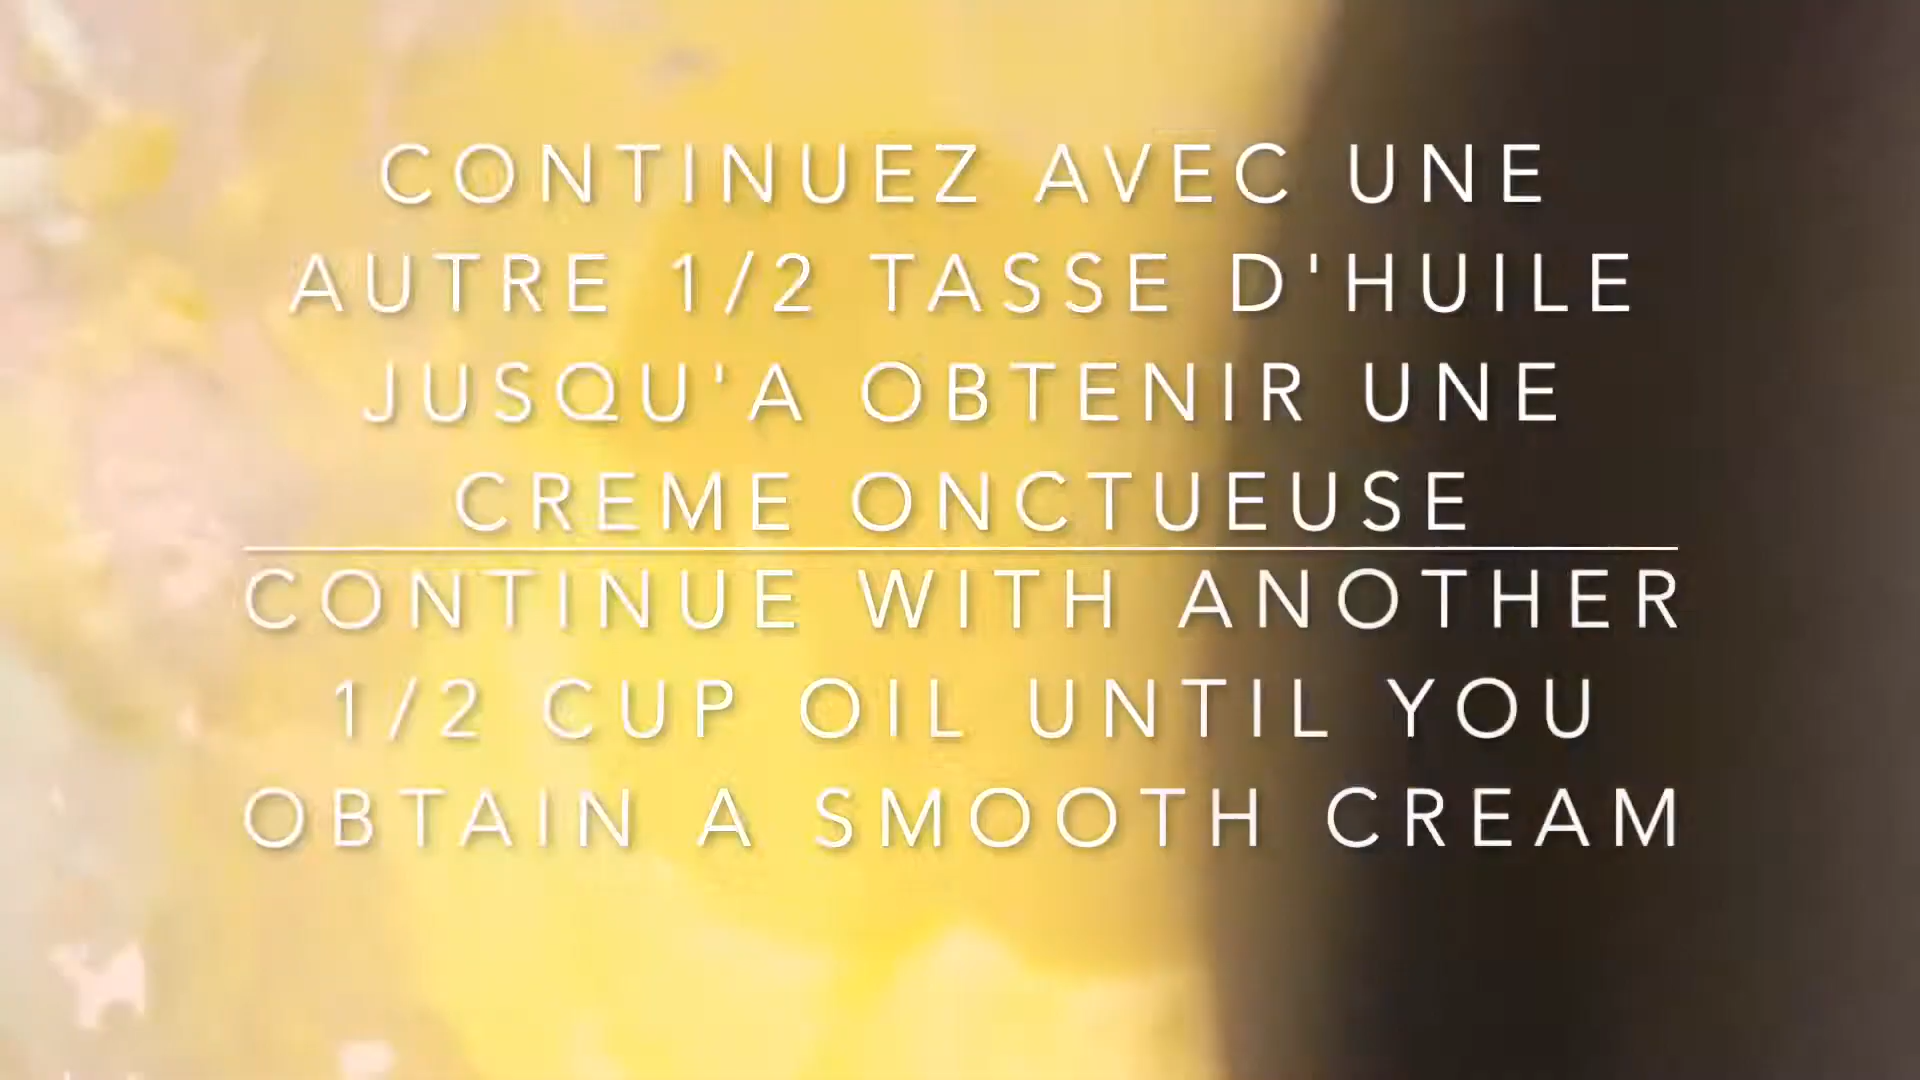 CONTINUEZ AVEC UNE
AUTRE 1/2 TASSE D'HUILE
JUSQU'A OBTENIR UNE
CREME ONCTUEUSE
CONTINUE WITH ANOTHER
1/2 CUP OIL UNTIL YOU
OBTAIN A SMOOTH CREAM